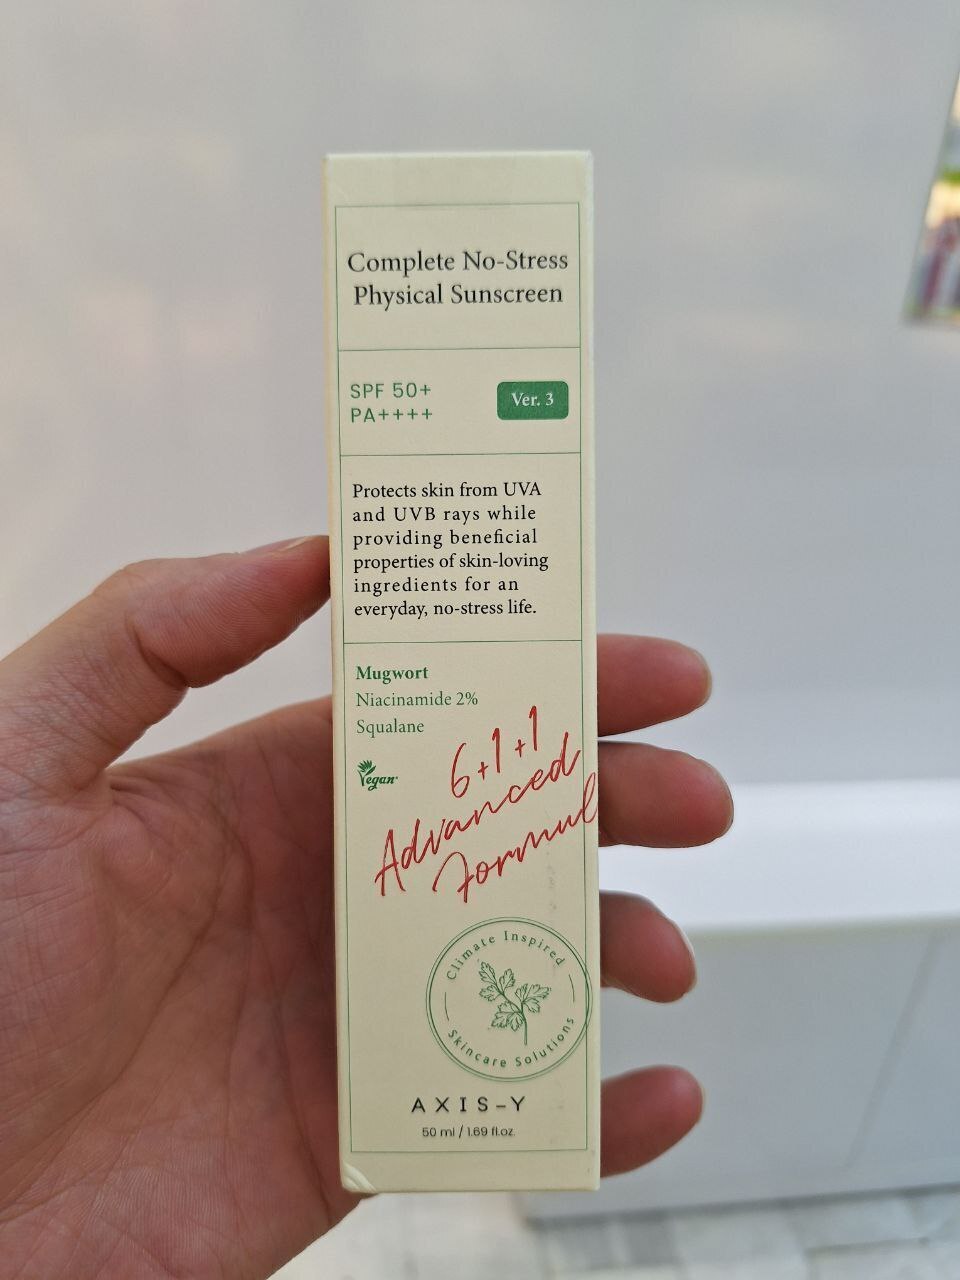 Complete No-Stress
Physical Sunscreen
SPF 50+
PA++++
Ver. 3
Protects skin from UVA
and UVB rays while
providing beneficial
properties of skin-loving
ingredients for an
everyday, no-stress life.
Mugwort
Niacinamide 2%
Squalane
Vegan
6+1+1
Advanced
Formul
Climate Inspired
Skincare Solutions
AXIS-Y
50 ml / 1.69 fl.oz.